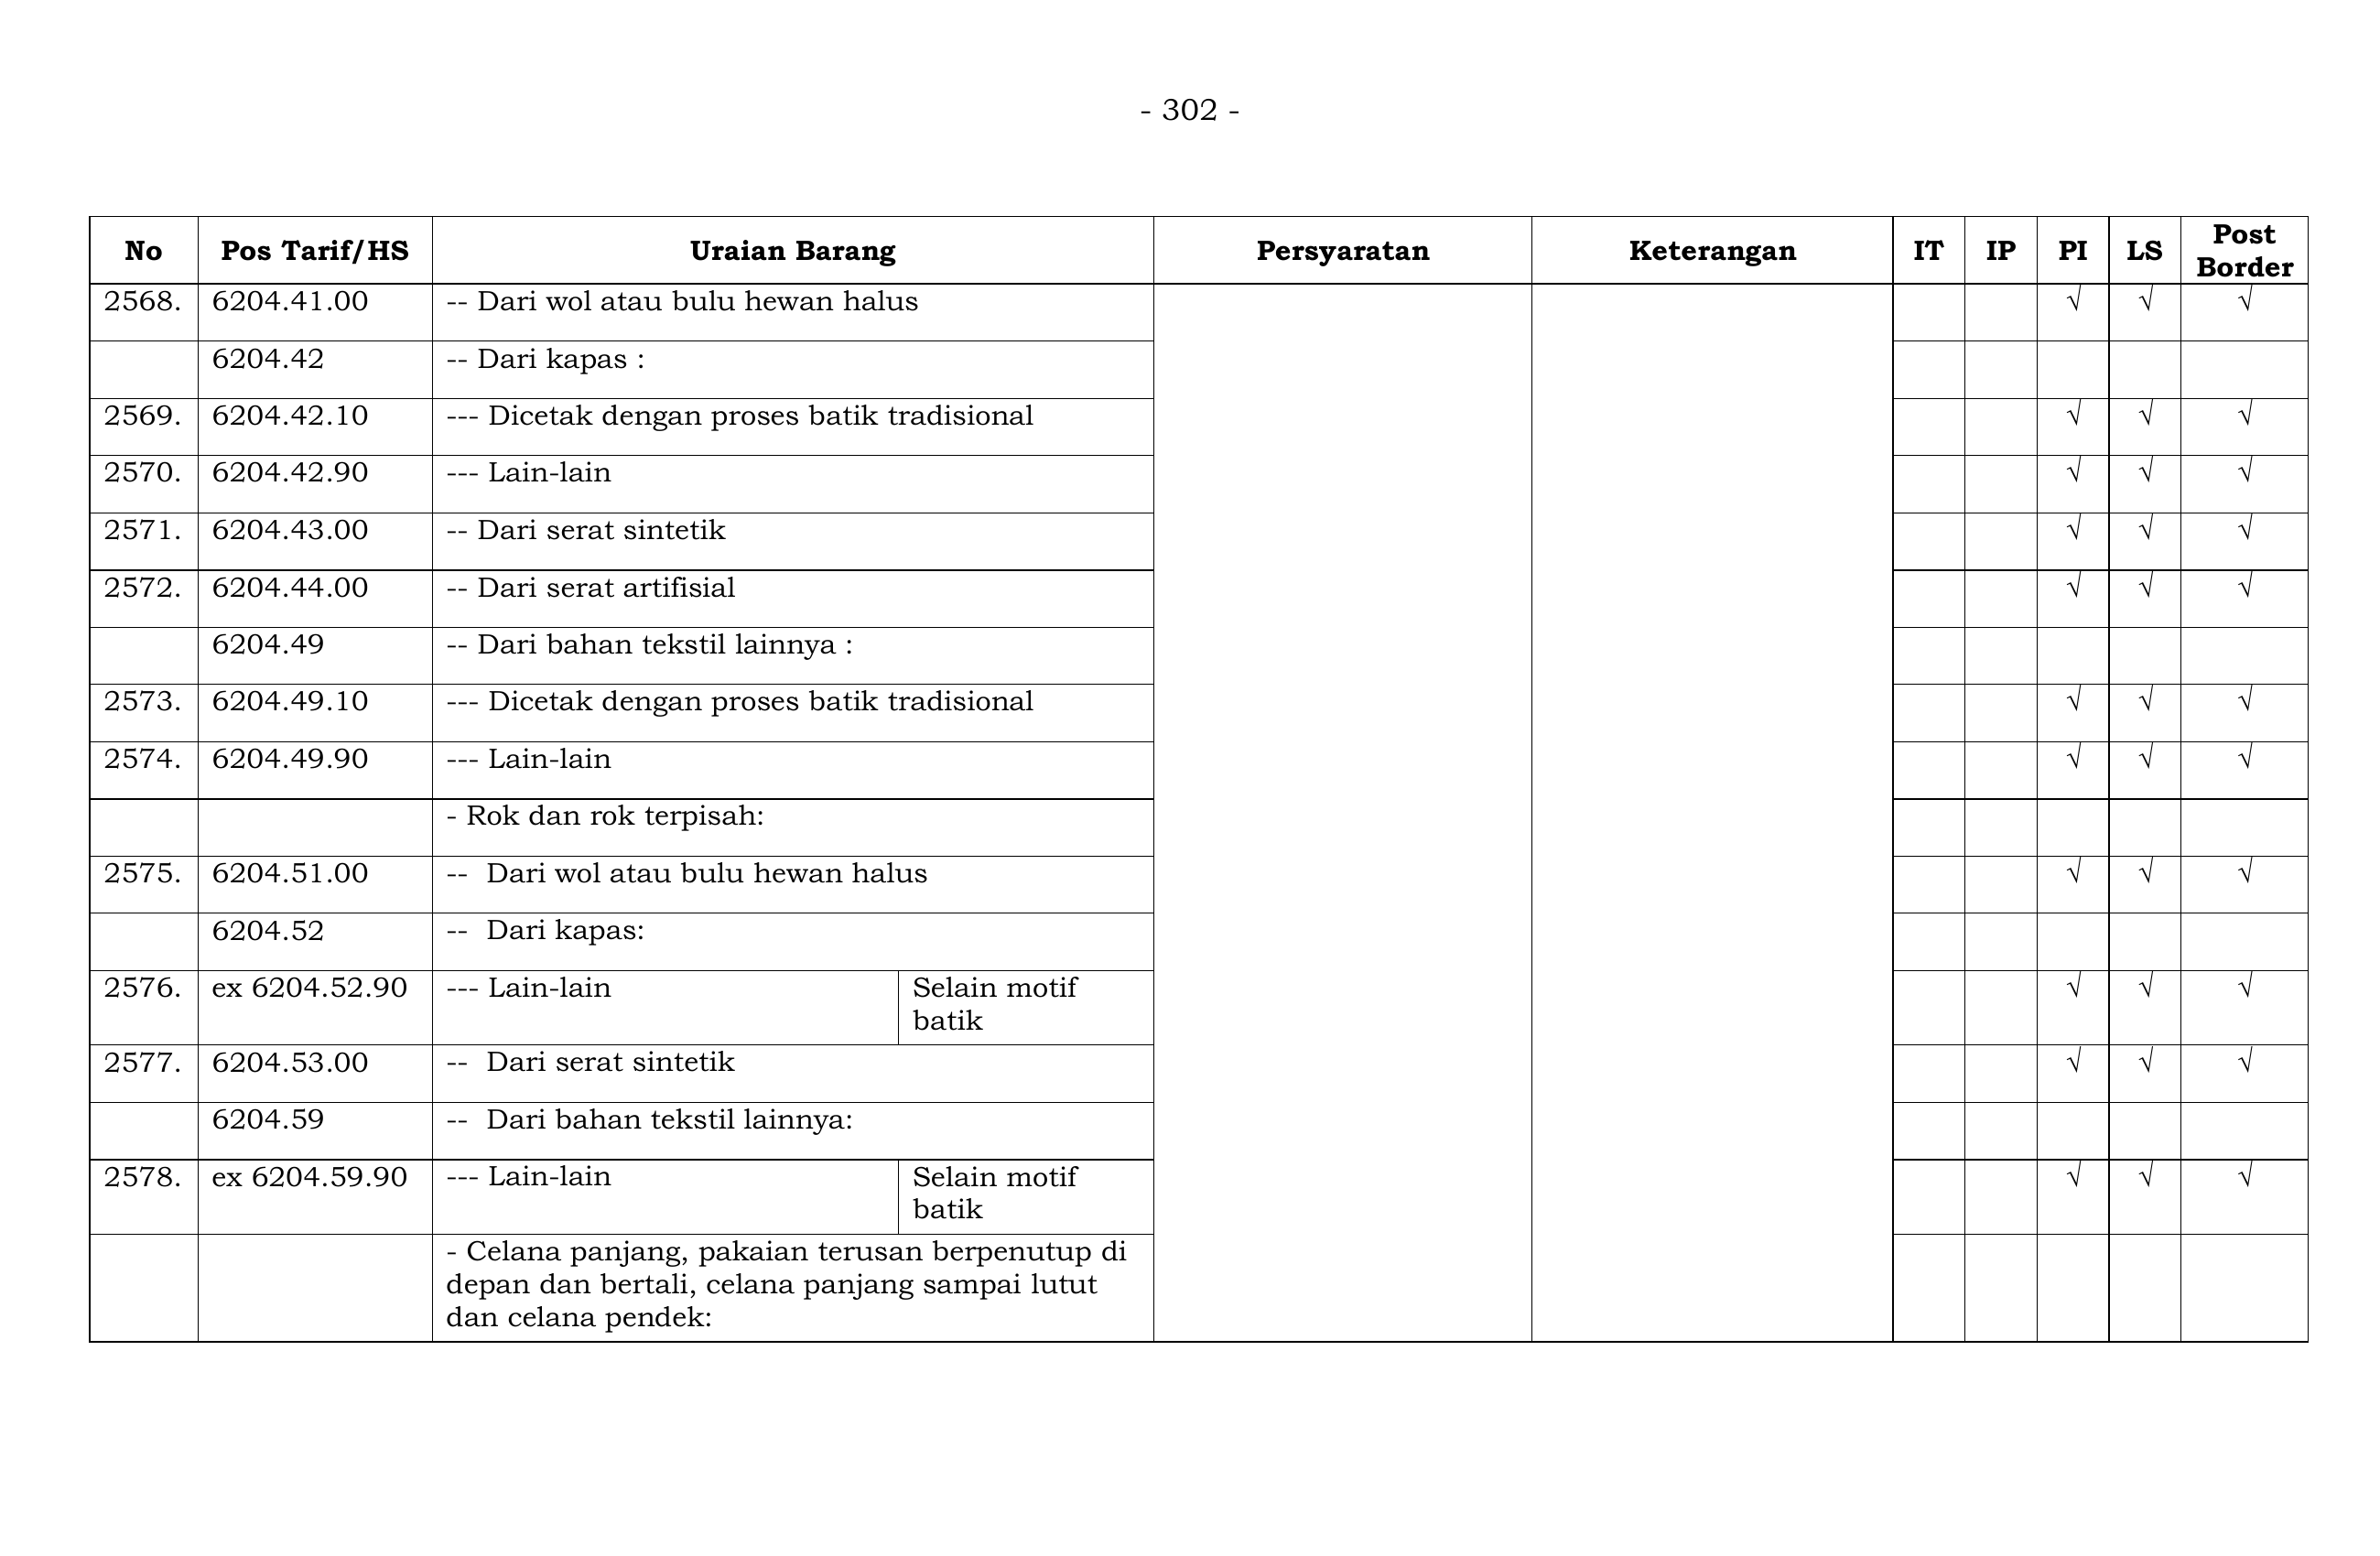 - 302 -
No Pos Tarif/HS Uraian Barang Persyaratan Keterangan IT IP PI LS Post Border
2568. 6204.41.00 -- Dari wol atau bulu hewan halus √ √ √
6204.42 -- Dari kapas :
2569. 6204.42.10 --- Dicetak dengan proses batik tradisional √ √ √
2570. 6204.42.90 --- Lain-lain √ √ √
2571. 6204.43.00 -- Dari serat sintetik √ √ √
2572. 6204.44.00 -- Dari serat artifisial √ √ √
6204.49 -- Dari bahan tekstil lainnya :
2573. 6204.49.10 --- Dicetak dengan proses batik tradisional √ √ √
2574. 6204.49.90 --- Lain-lain √ √ √
- Rok dan rok terpisah:
2575. 6204.51.00 -- Dari wol atau bulu hewan halus √ √ √
6204.52 -- Dari kapas:
2576. ex 6204.52.90 --- Lain-lain Selain motif √ √ √
batik
2577. 6204.53.00 -- Dari serat sintetik √ √ √
6204.59 -- Dari bahan tekstil lainnya:
2578. ex 6204.59.90 --- Lain-lain Selain motif √ √ √
batik
- Celana panjang, pakaian terusan berpenutup di
depan dan bertali, celana panjang sampai lutut
dan celana pendek: